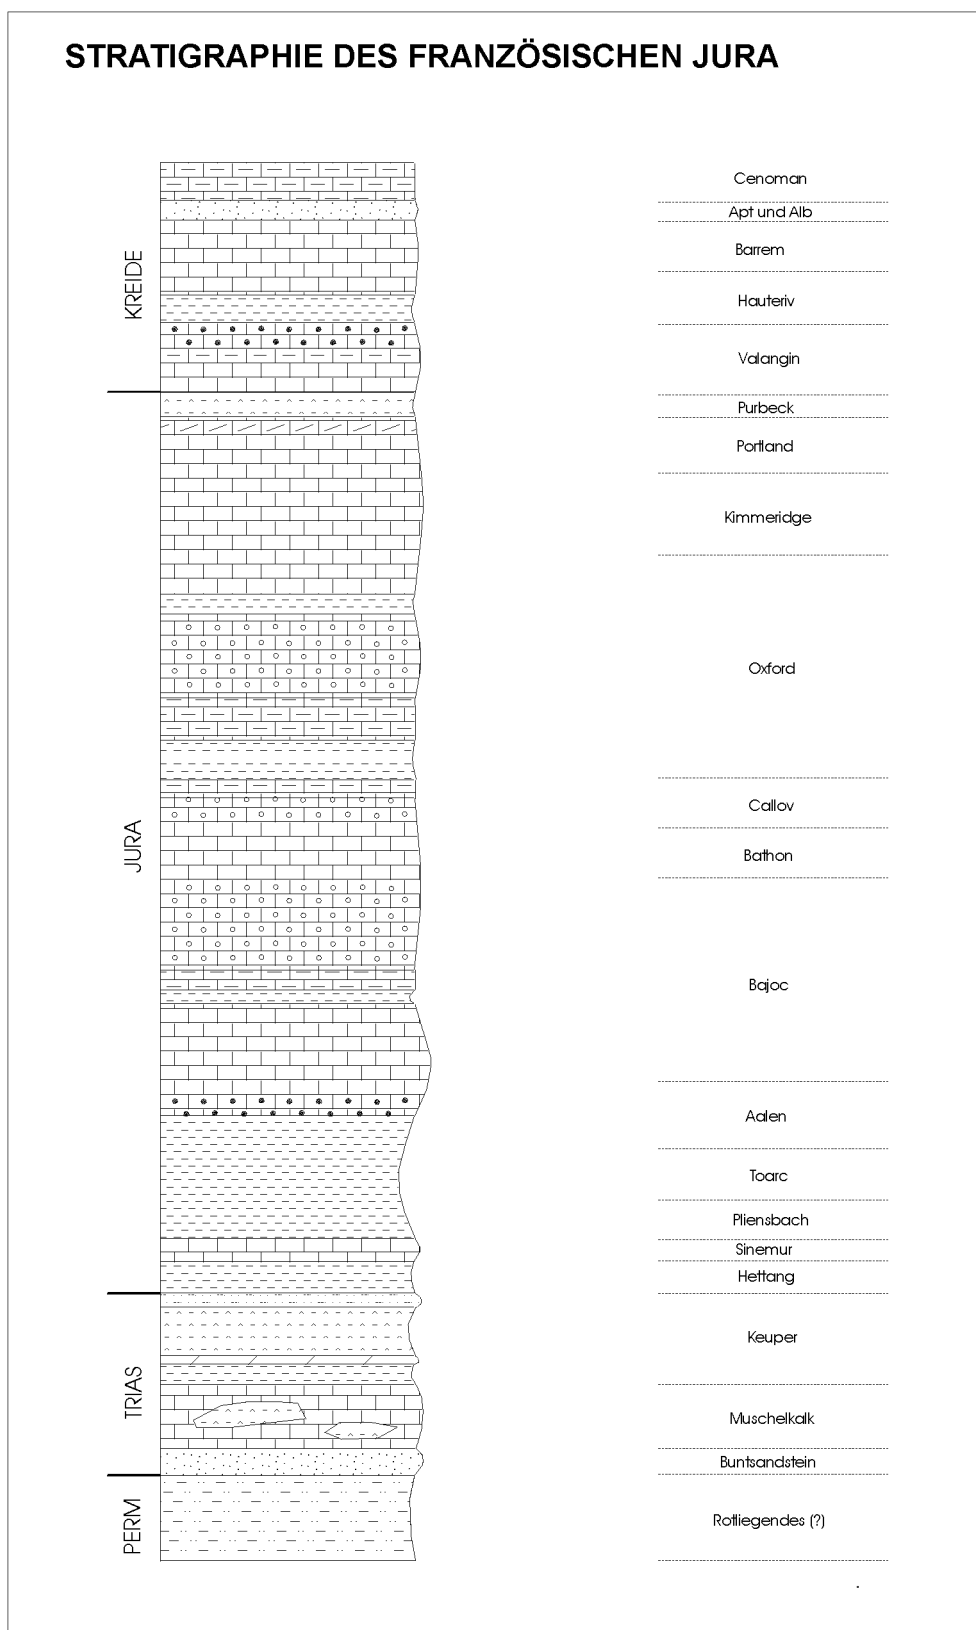 STRATIGRAPHIE DES FRANZÖSISCHEN JURA
KREIDE
JURA
TRIAS
PERM
Cenoman
Apt und Alb
Barrem
Hauteriv
Valangin
Purbeck
Portland
Kimmeridge
Oxford
Callov
Bathon
Bajoc
Aalen
Toarc
Pliensbach
Sinemur
Hettang
Keuper
Muschelkalk
Buntsandstein
Rotliegendes (?)